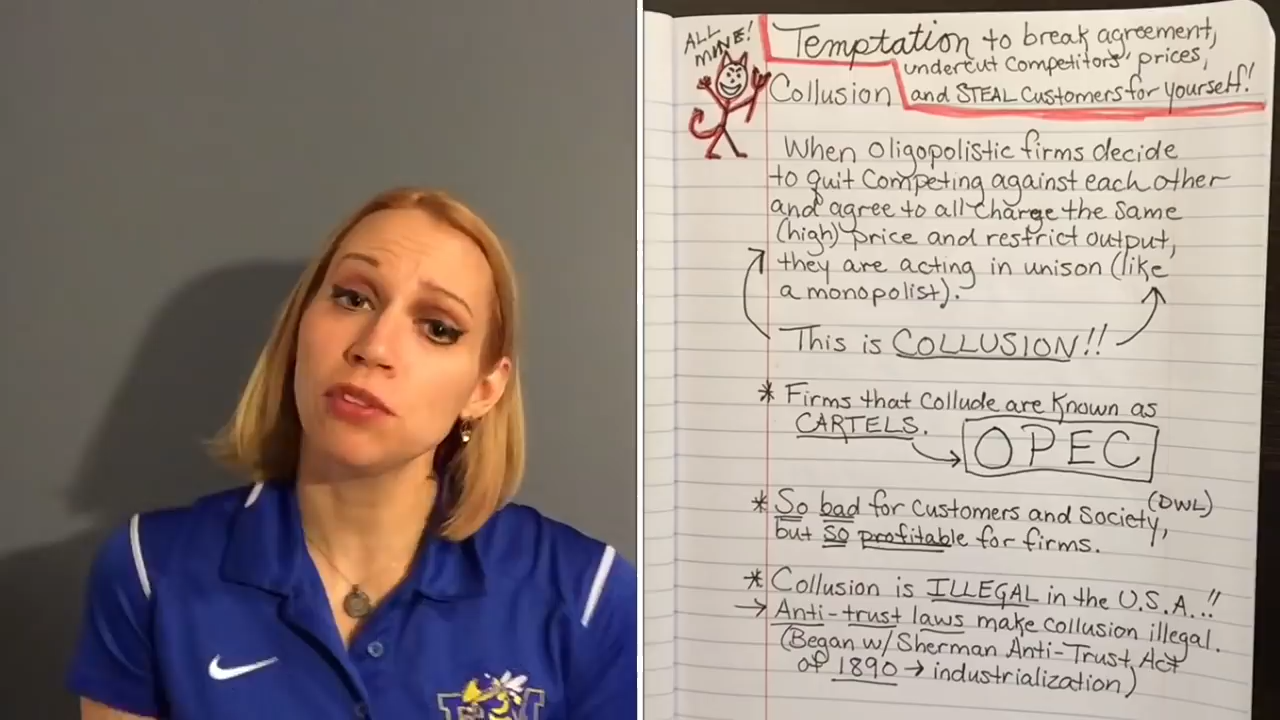 ALL
MINE!
Temptation to break agreement,
undercut competitors' prices,
Collusion and STEAL customers for yourself!
When oligopolistic firms decide
to quit competing against each other
and agree to all charge the same
(high) price and restrict output,
they are acting in unison (like
a monopolist).
This is COLLUSION!!
* Firms that collude are known as
CARTELS.
OPEC
* So bad for customers and society, (DWL)
but so profitable for firms.
* Collusion is ILLEGAL in the U.S.A.!!
→ Anti-trust laws make collusion illegal.
(Began w/ Sherman Anti-Trust Act
of 1890 → industrialization)